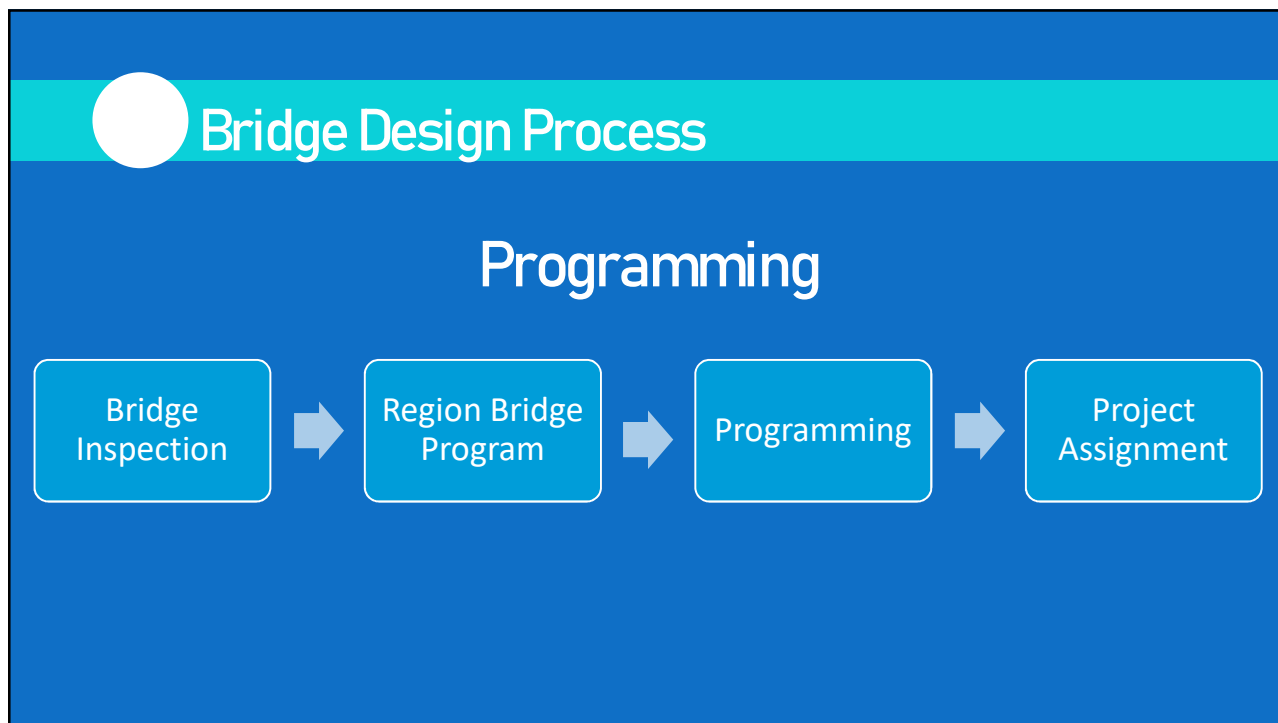 Bridge Design Process
Programming
Bridge
Inspection
Region Bridge
Program
Programming
Project
Assignment